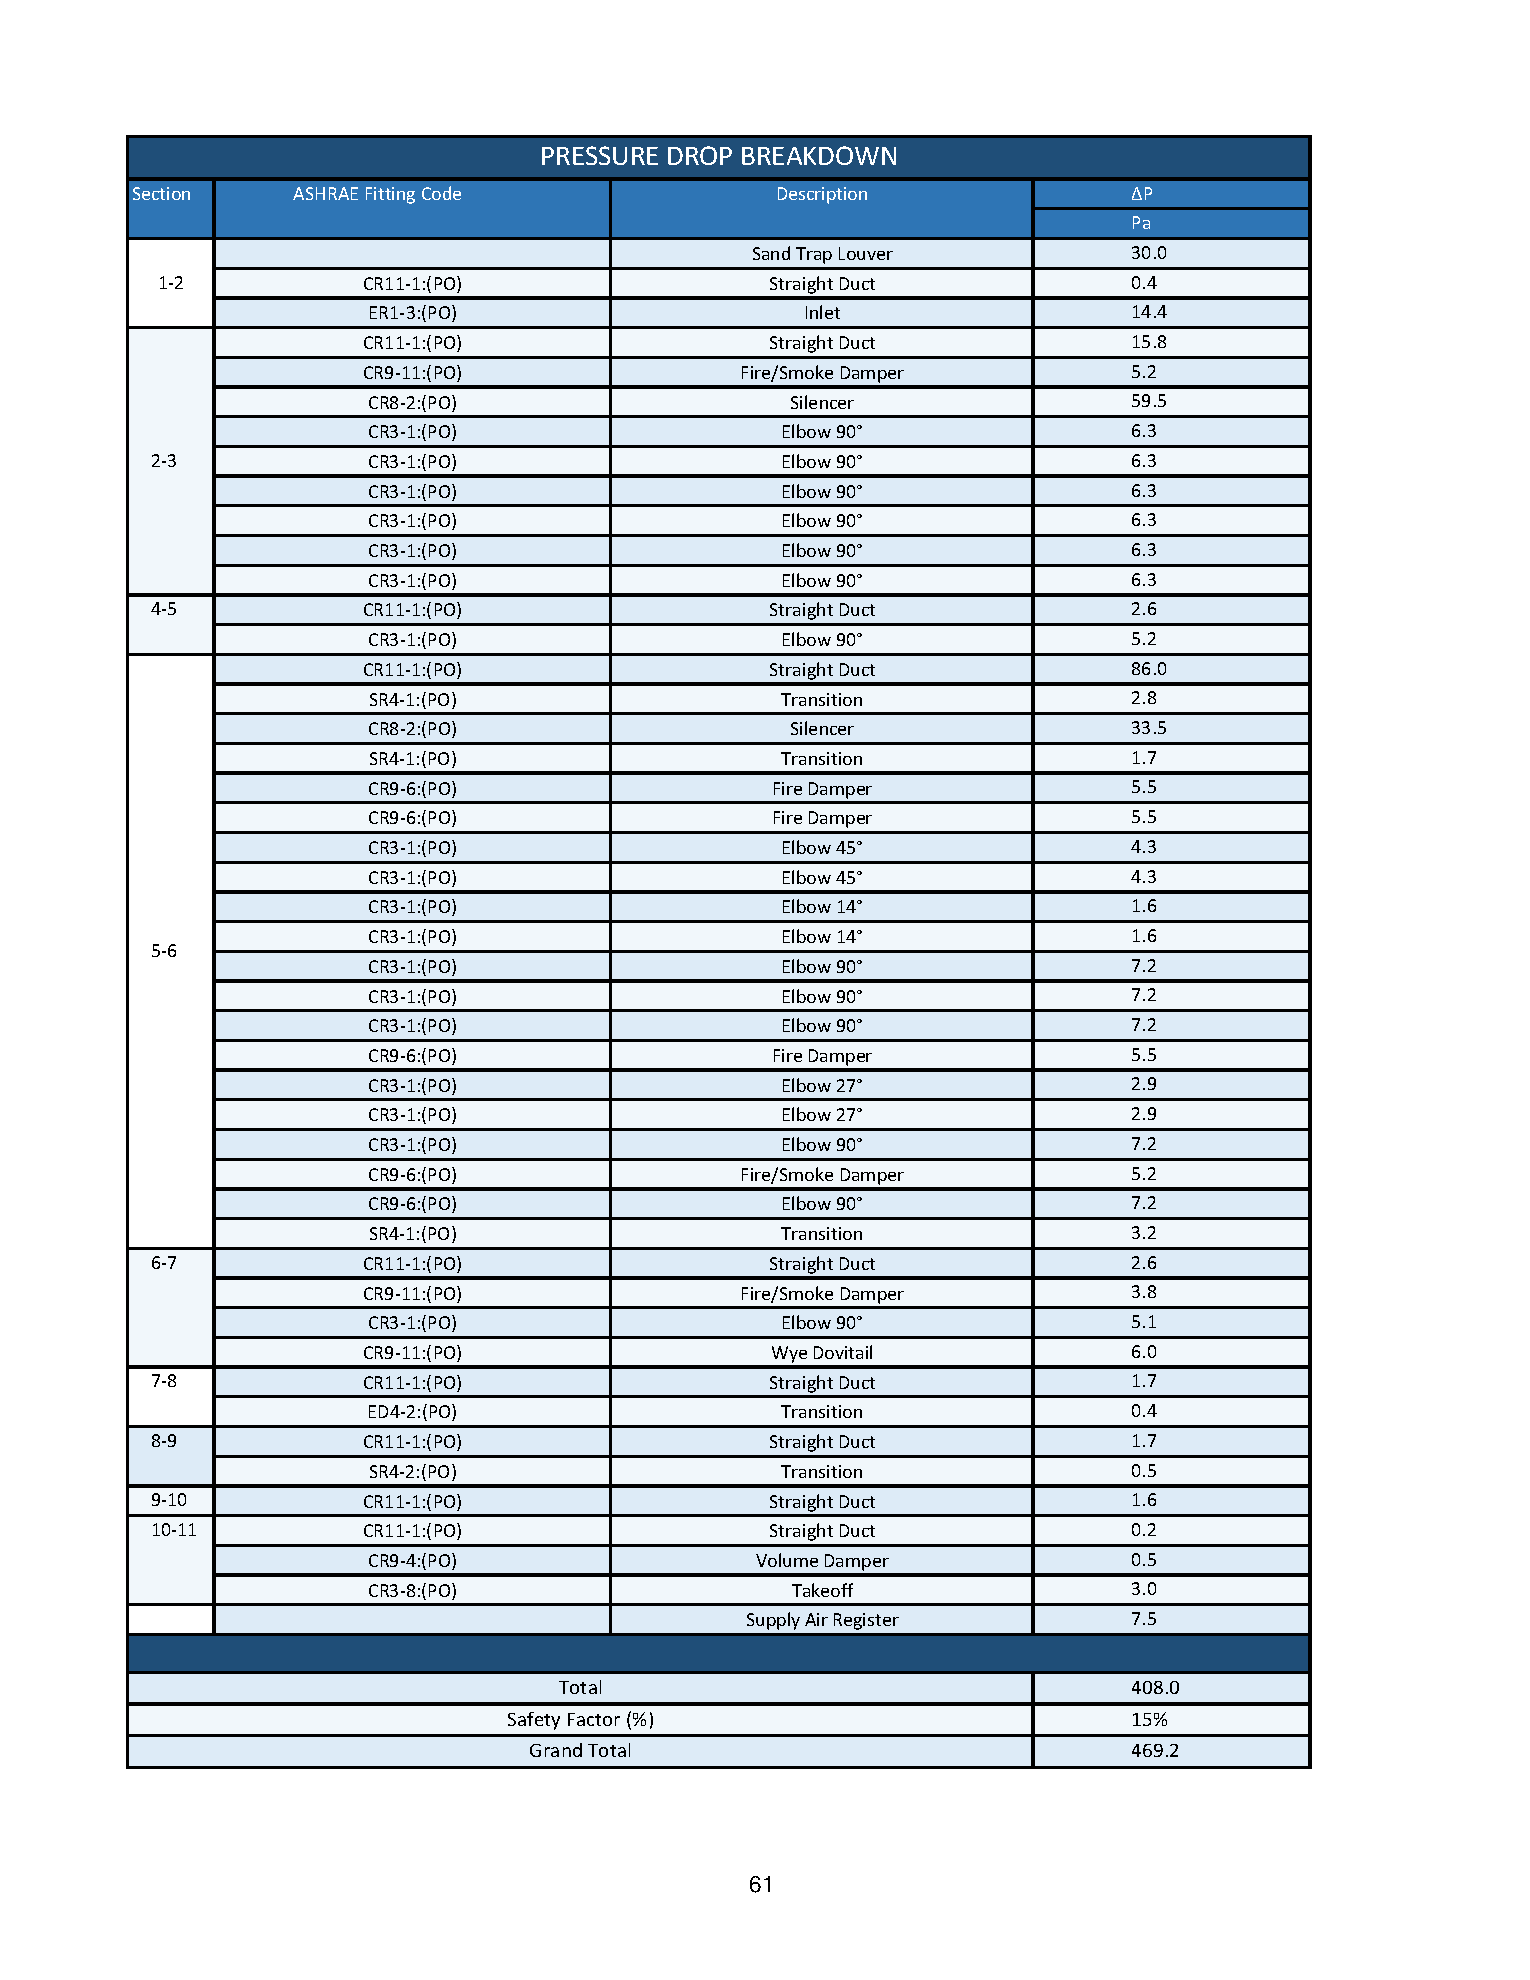 PRESSURE DROP BREAKDOWN
Section ASHRAE Fitting Code Description ΔP
Pa
Sand Trap Louver 30.0
1-2 CR11-1:(PO) Straight Duct 0.4
ER1-3:(PO) Inlet 14.4
CR11-1:(PO) Straight Duct 15.8
CR9-11:(PO) Fire/Smoke Damper 5.2
CR8-2:(PO) Silencer 59.5
CR3-1:(PO) Elbow 90° 6.3
2-3 CR3-1:(PO) Elbow 90° 6.3
CR3-1:(PO) Elbow 90° 6.3
CR3-1:(PO) Elbow 90° 6.3
CR3-1:(PO) Elbow 90° 6.3
CR3-1:(PO) Elbow 90° 6.3
4-5 CR11-1:(PO) Straight Duct 2.6
CR3-1:(PO) Elbow 90° 5.2
CR11-1:(PO) Straight Duct 86.0
SR4-1:(PO) Transition 2.8
CR8-2:(PO) Silencer 33.5
SR4-1:(PO) Transition 1.7
CR9-6:(PO) Fire Damper 5.5
CR9-6:(PO) Fire Damper 5.5
CR3-1:(PO) Elbow 45° 4.3
CR3-1:(PO) Elbow 45° 4.3
CR3-1:(PO) Elbow 14° 1.6
CR3-1:(PO) Elbow 14° 1.6
5-6
CR3-1:(PO) Elbow 90° 7.2
CR3-1:(PO) Elbow 90° 7.2
CR3-1:(PO) Elbow 90° 7.2
CR9-6:(PO) Fire Damper 5.5
CR3-1:(PO) Elbow 27° 2.9
CR3-1:(PO) Elbow 27° 2.9
CR3-1:(PO) Elbow 90° 7.2
CR9-6:(PO) Fire/Smoke Damper 5.2
CR9-6:(PO) Elbow 90° 7.2
SR4-1:(PO) Transition 3.2
6-7 CR11-1:(PO) Straight Duct 2.6
CR9-11:(PO) Fire/Smoke Damper 3.8
CR3-1:(PO) Elbow 90° 5.1
CR9-11:(PO) Wye Dovitail 6.0
7-8 CR11-1:(PO) Straight Duct 1.7
ED4-2:(PO) Transition 0.4
8-9 CR11-1:(PO) Straight Duct 1.7
SR4-2:(PO) Transition 0.5
9-10 CR11-1:(PO) Straight Duct 1.6
10-11 CR11-1:(PO) Straight Duct 0.2
CR9-4:(PO) Volume Damper 0.5
CR3-8:(PO) Takeoff 3.0
Supply Air Register 7.5
Total 408.0
Safety Factor (%) 15%
Grand Total 469.2
61